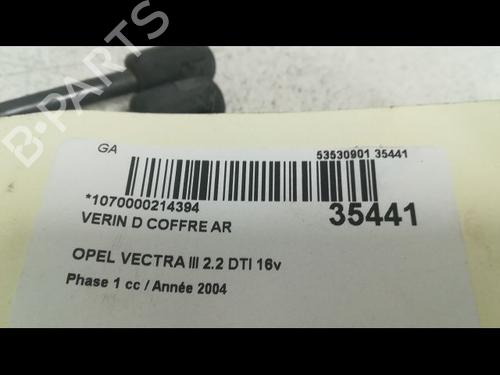 B-PARTS
GA
53530901 35441
*1070000214394
35441
VERIN D COFFRE AR
OPEL VECTRA III 2.2 DTI 16v
Phase 1 cc / Année 2004